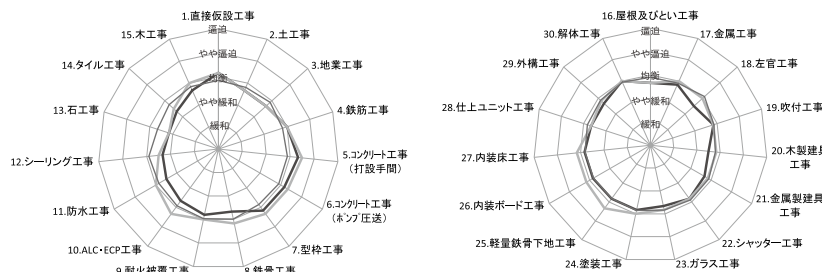 1.直接仮設工事
2.土工事
3.地業工事
4.鉄筋工事
5.コンクリート工事
(打設手間)
6.コンクリート工事
(ポンプ圧送)
7.型枠工事
8.鉄骨工事
9.耐火被覆工事
10.ALC・ECP工事
11.防水工事
12.シーリング工事
13.石工事
14.タイル工事
15.木工事
逼迫
やや逼迫
均衡
やや緩和
緩和
16.屋根及びとい工事
17.金属工事
18.左官工事
19.吹付工事
20.木製建具
工事
21.金属製建具
工事
22.シャッター工事
23.ガラス工事
24.塗装工事
25.軽量鉄骨下地工事
26.内装ボード工事
27.内装床工事
28.仕上ユニット工事
29.外構工事
30.解体工事
逼迫
やや逼迫
均衡
やや緩和
緩和